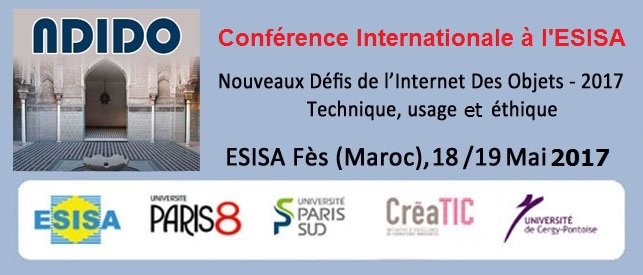 NDIDO
Conférence Internationale à l'ESISA
Nouveaux Défis de l'Internet Des Objets - 2017
Technique, usage et éthique
ESISA Fès (Maroc), 18 /19 Mai 2017
ESISA
UNIVERSITÉ
PARIS8
UNIVERSITÉ
PARIS
SUD
CréaTIC
UNIVERSITÉ
de Cergy-Pontoise